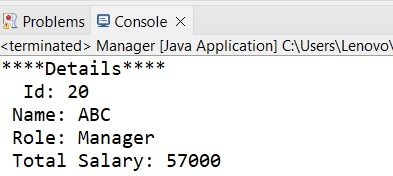 Problems Console
<terminated> Manager [Java Application] C:\Users\Lenovo\
****Details****
Id: 20
Name: ABC
Role: Manager
Total Salary: 57000